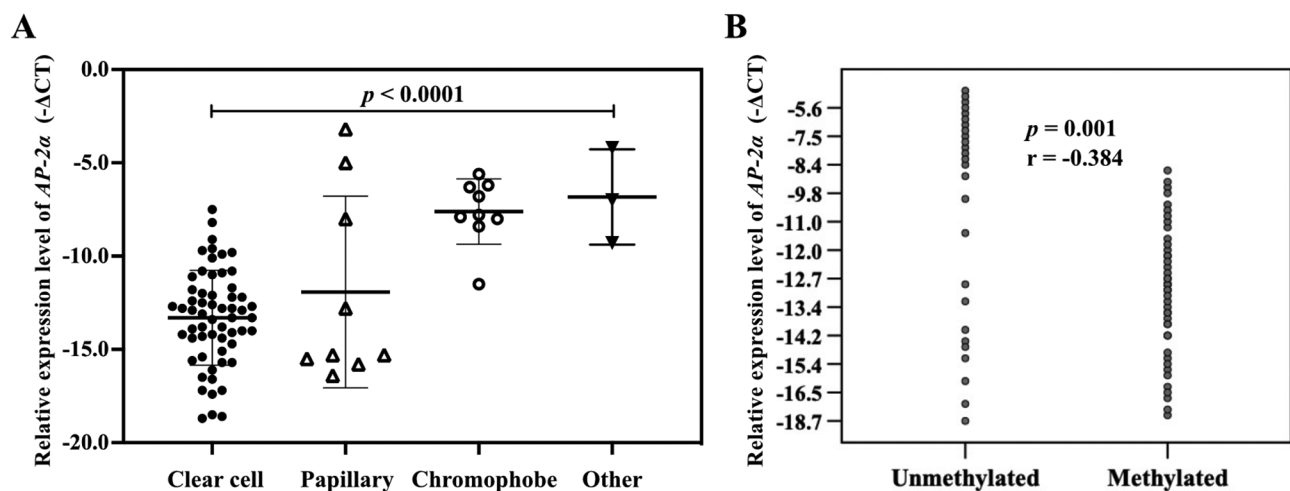 A
Relative expression level of AP-2α (-ΔCT)
0.0
-5.0
-10.0
-15.0
-20.0
p < 0.0001
Clear cell
Papillary
Chromophobe
Other
B
Relative expression level of AP-2α (-ΔCT)
-5.6
-7.5
-8.4
-9.8
-11.0
-12.0
-12.7
-13.4
-14.2
-15.4
-16.5
-18.7
p = 0.001
r = -0.384
Unmethylated
Methylated